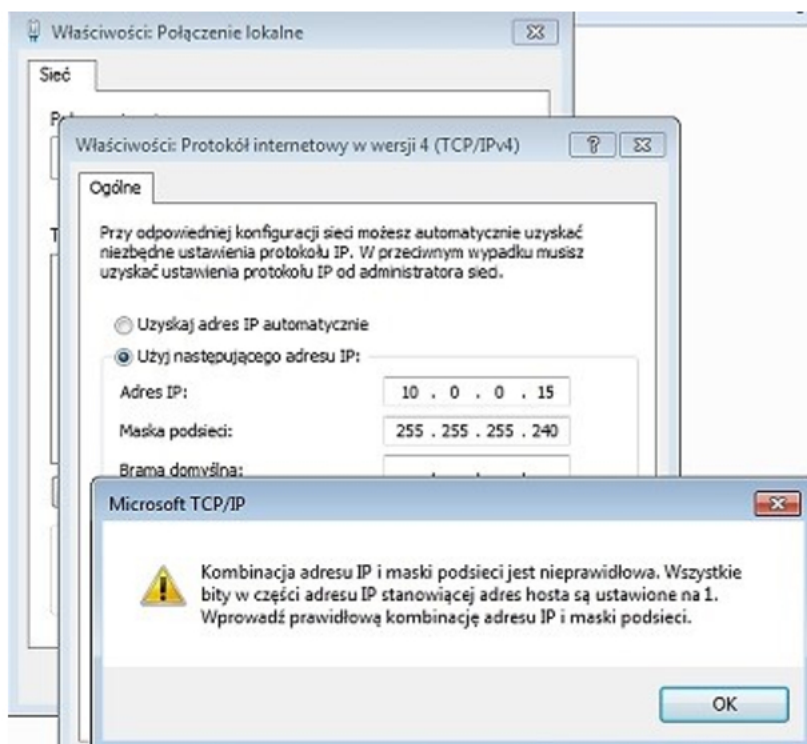 Właściwości: Połączenie lokalne
Sieć
Właściwości: Protokół internetowy w wersji 4 (TCP/IPv4)
Ogólne
Przy odpowiedniej konfiguracji sieci możesz automatycznie uzyskać
niezbędne ustawienia protokołu IP. W przeciwnym wypadku musisz
uzyskać ustawienia protokołu IP od administratora sieci.
Uzyskaj adres IP automatycznie
Użyj następującego adresu IP:
Adres IP: 10 . 0 . 0 . 15
Maska podsieci: 255 . 255 . 255 . 240
Brama domyślna: . . .
Microsoft TCP/IP
Kombinacja adresu IP i maski podsieci jest nieprawidłowa. Wszystkie
bity w części adresu IP stanowiącej adres hosta są ustawione na 1.
Wprowadź prawidłową kombinację adresu IP i maski podsieci.
OK